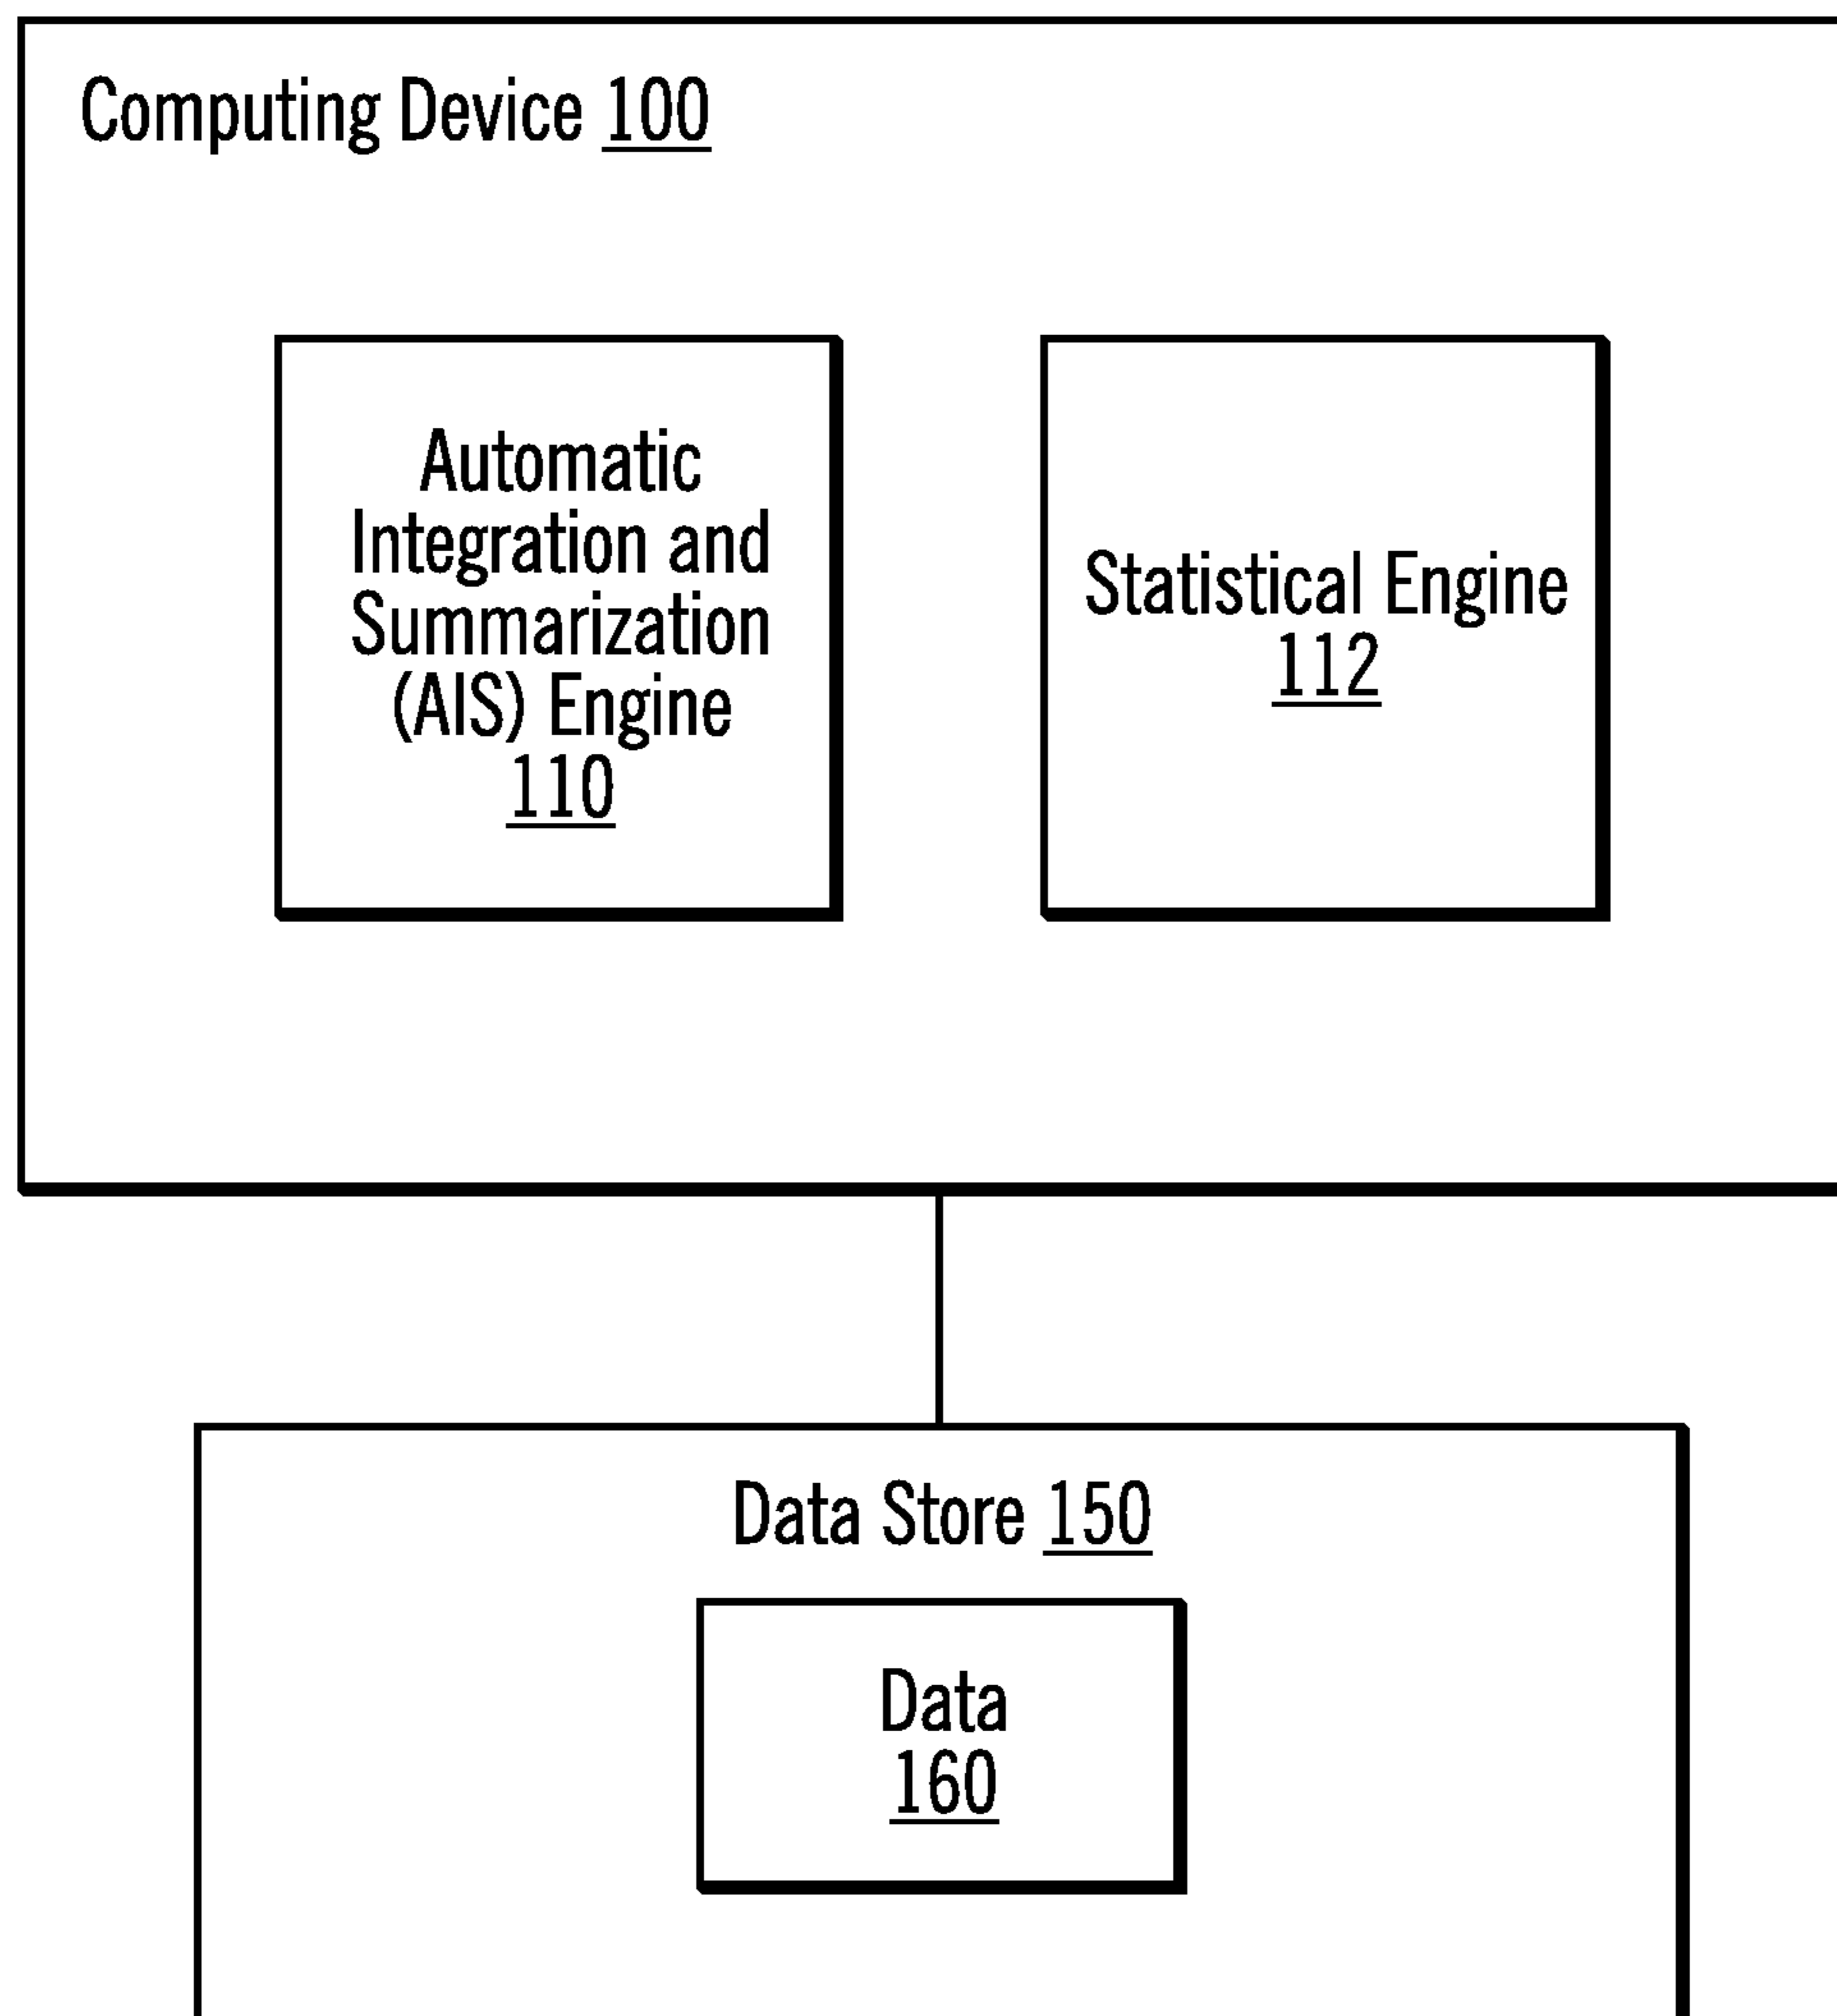 Computing Device 100
Automatic
Integration and
Summarization
(AIS) Engine
110
Statistical Engine
112
Data Store 150
Data
160